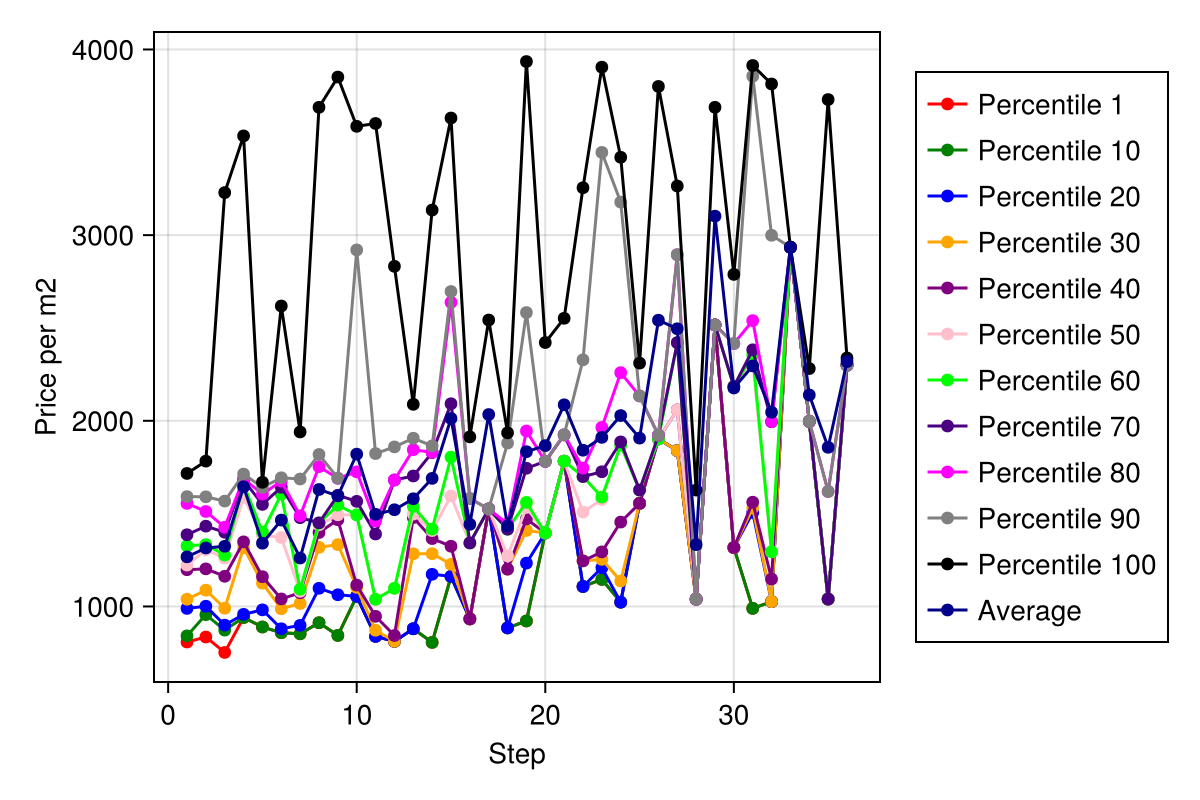 4000
3000
2000
1000
Price per m2
0
10
20
30
Step
Percentile 1
Percentile 10
Percentile 20
Percentile 30
Percentile 40
Percentile 50
Percentile 60
Percentile 70
Percentile 80
Percentile 90
Percentile 100
Average